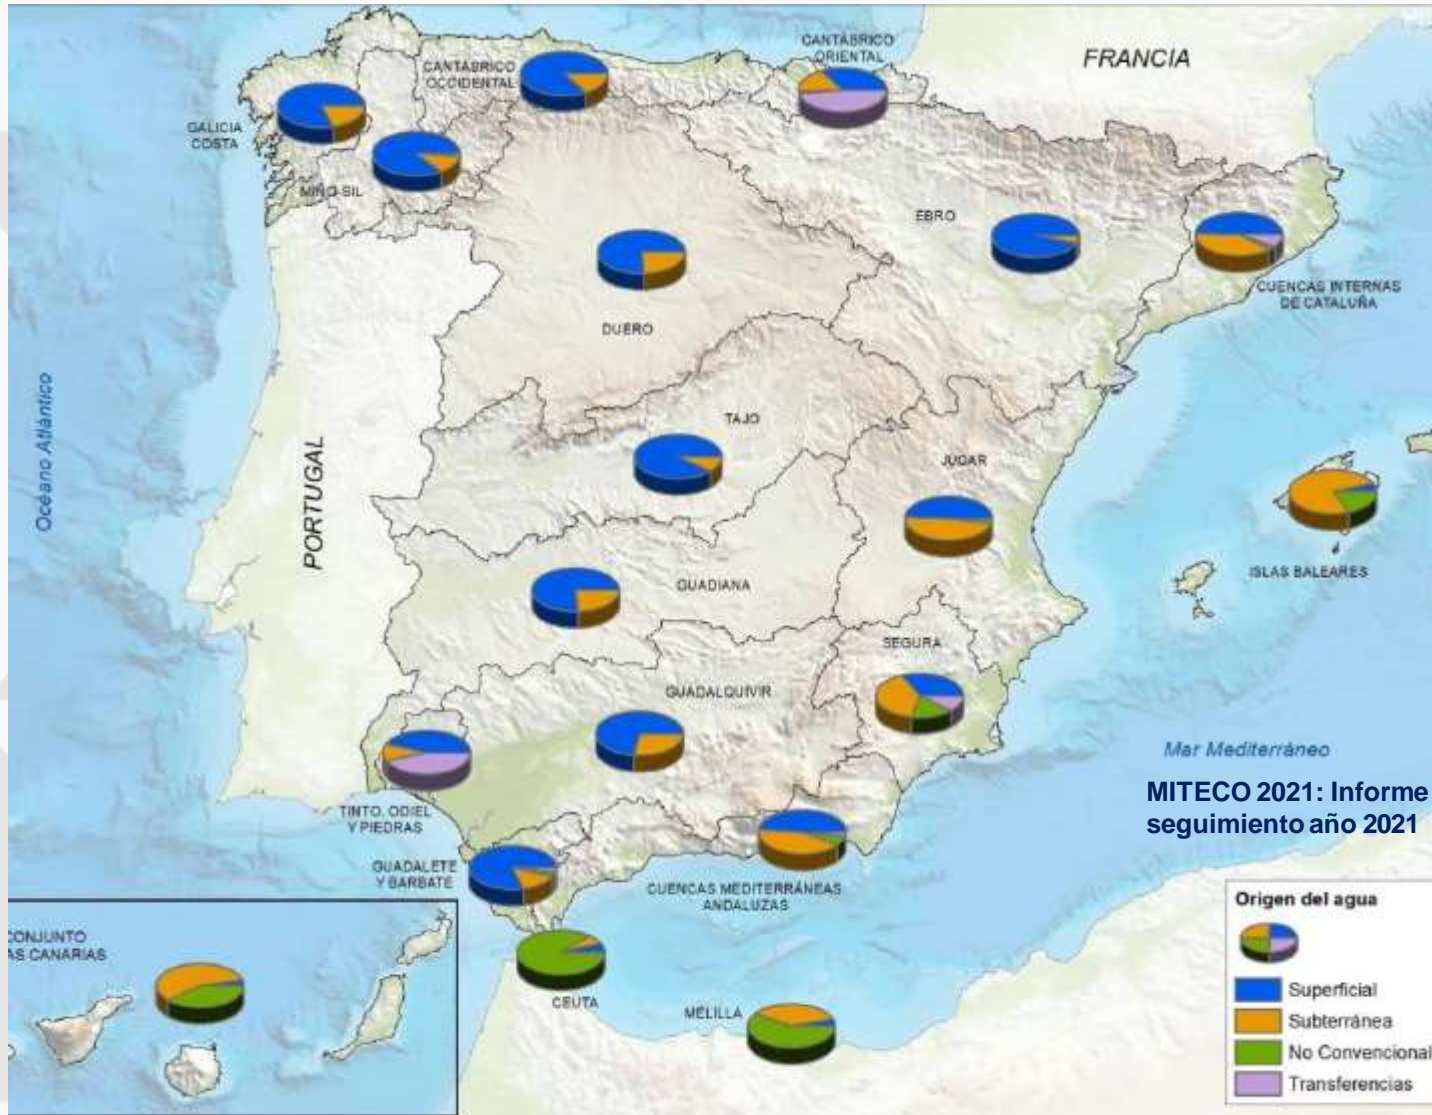 FRANCIA
CANTÁBRICO
ORIENTAL
CANTÁBRICO
OCCIDENTAL
GALICIA
COSTA
MIÑO-SIL
EBRO
CUENCAS INTERNAS
DE CATALUÑA
DUERO
TAJO
JÚCAR
Océano Atlántico
PORTUGAL
ISLAS BALEARES
GUADIANA
SEGURA
GUADALQUIVIR
Mar Mediterráneo
MITECO 2021: Informe
seguimiento año 2021
TINTO, ODIEL
Y PIEDRAS
GUADALETE
Y BARBATE
CUENCAS MEDITERRÁNEAS
ANDALUZAS
CONJUNTO
AS CANARIAS
CEUTA
MELILLA
Origen del agua
Superficial
Subterránea
No Convencional
Transferencias